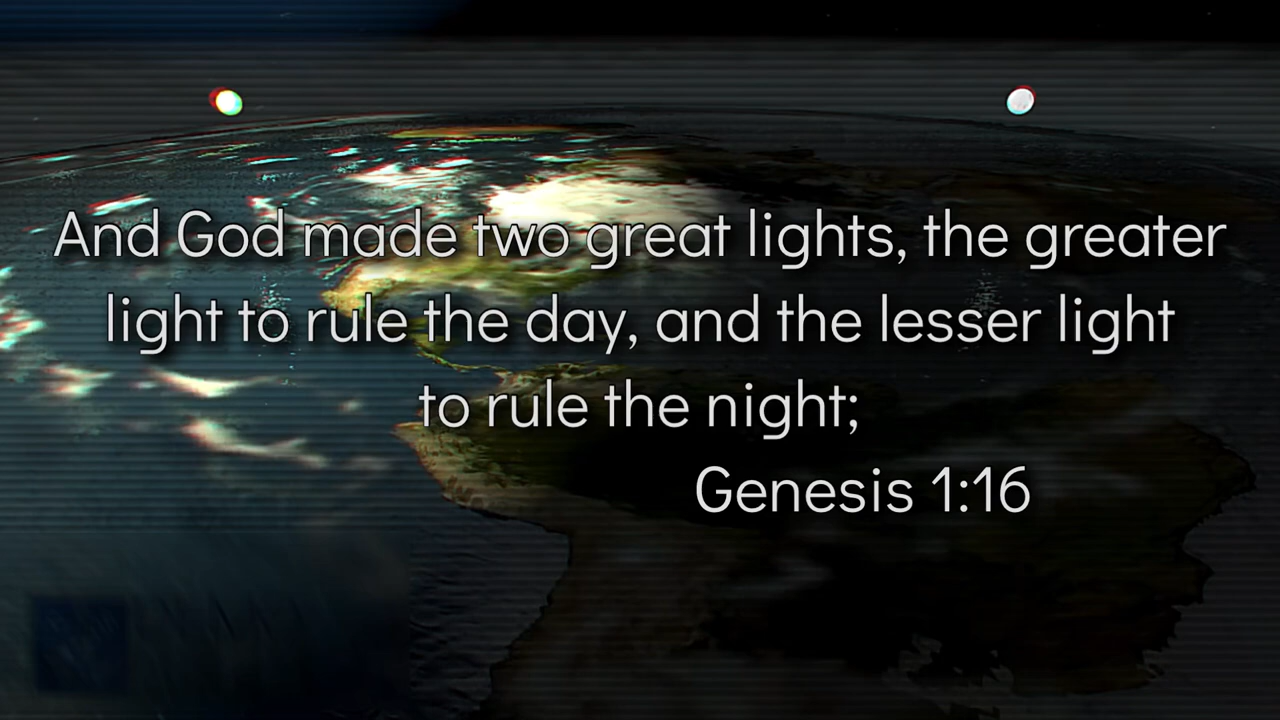 And God made two great lights, the greater
light to rule the day, and the lesser light
to rule the night;
Genesis 1:16